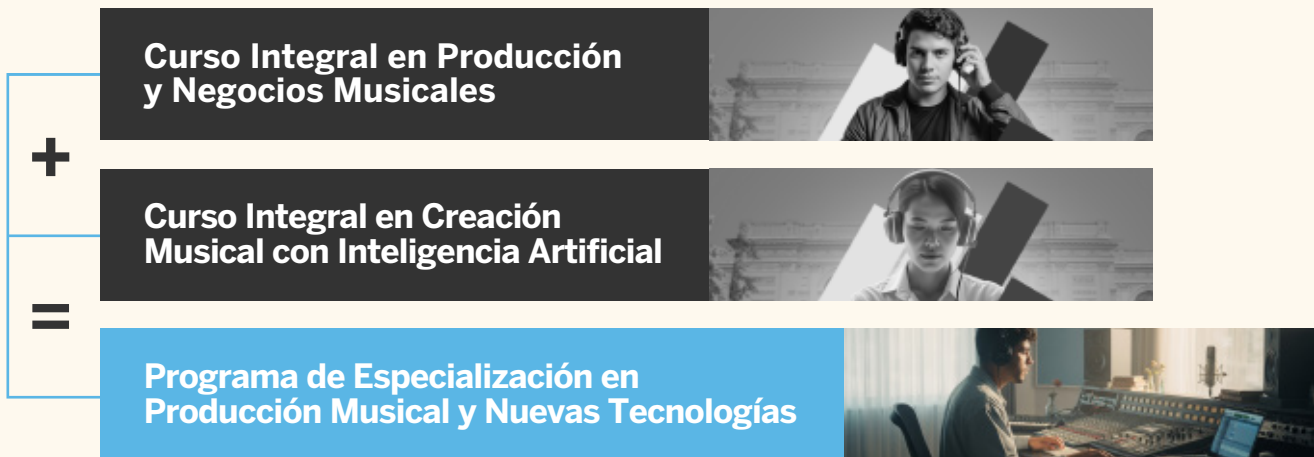 Curso Integral en Producción
y Negocios Musicales
+
Curso Integral en Creación
Musical con Inteligencia Artificial
=
Programa de Especialización en
Producción Musical y Nuevas Tecnologías